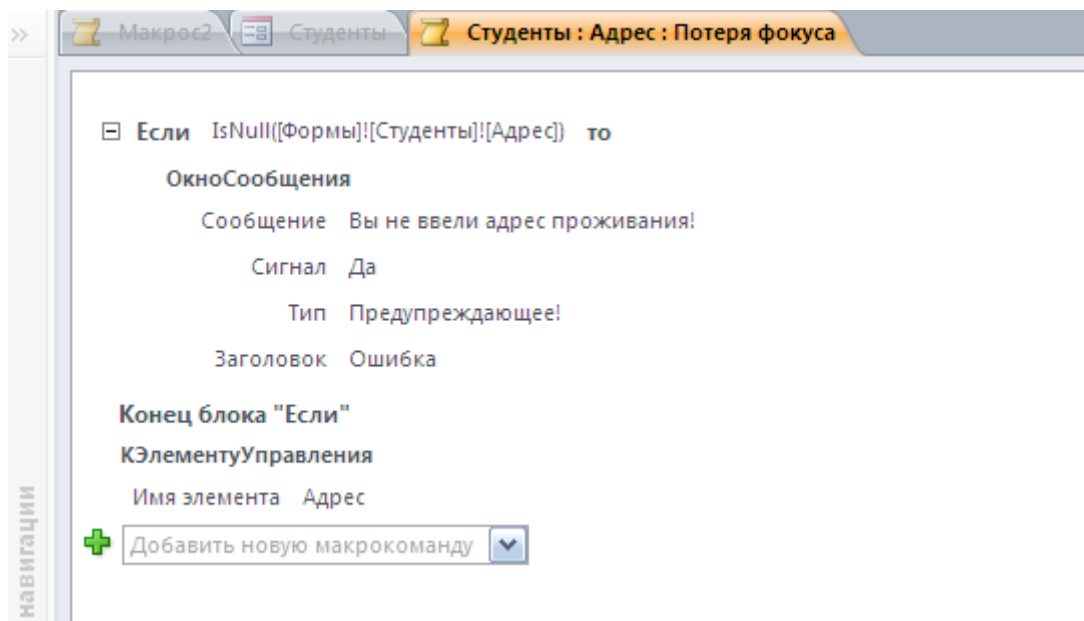 »
Макрос2 Студенты Студенты : Адрес : Потеря фокуса
Если IsNull([Формы]![Студенты]![Адрес]) то
ОкноСообщения
Сообщение Вы не ввели адрес проживания!
Сигнал Да
Тип Предупреждающее!
Заголовок Ошибка
Конец блока "Если"
КЭлементуУправления
Имя элемента Адрес
Добавить новую макрокоманду
навигации